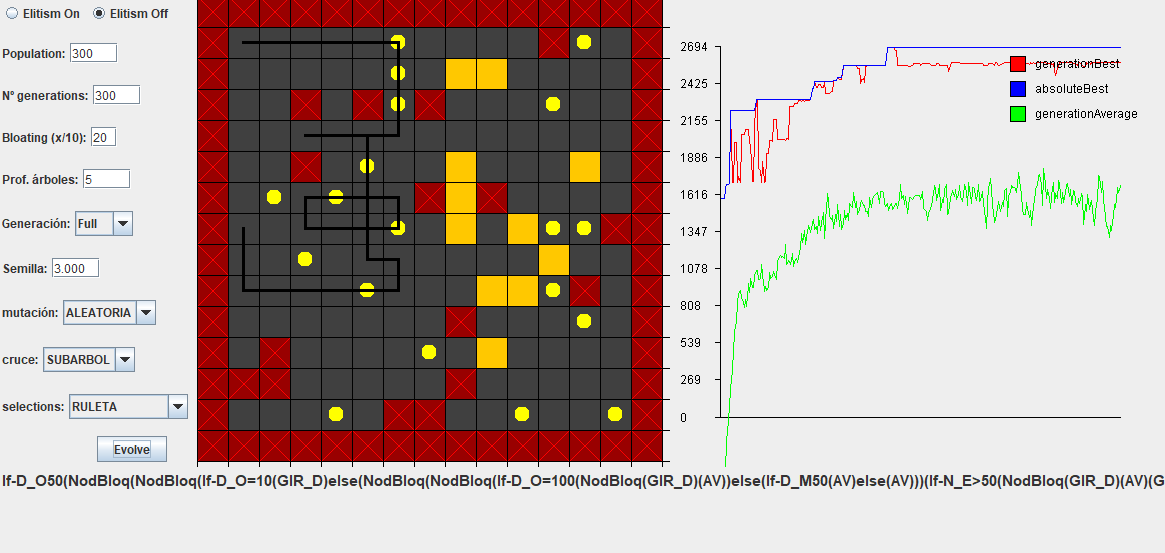 Elitism On Elitism Off
Population: 300
Nº generations: 300
Bloating (x/10): 20
Prof. árboles: 5
Generación: Full
Semilla: 3.000
mutación: ALEATORIA
cruce: SUBARBOL
selections: RULETA
Evolve
2694
2425
2155
1886
1616
1347
1078
808
539
269
0
generationBest
absoluteBest
generationAverage
If-D_O50(NodBloq(NodBloq(If-D_O=10(GIR_D)else(NodBloq(NodBloq(If-D_O=100(NodBloq(GIR_D)(AV))else(If-D_M50(AV)else(AV)))(If-N_E>50(NodBloq(GIR_D)(AV)(G